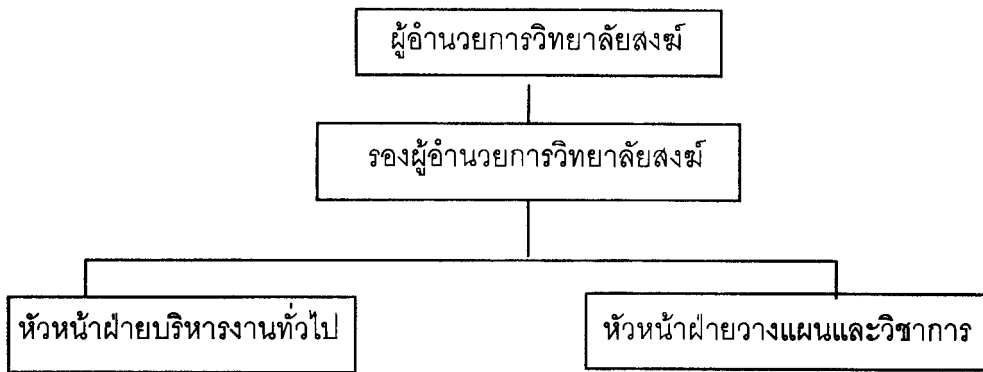 ผู้อำนวยการวิทยาลัยสงฆ์
รองผู้อำนวยการวิทยาลัยสงฆ์
หัวหน้าฝ่ายบริหารงานทั่วไป
หัวหน้าฝ่ายวางแผนและวิชาการ